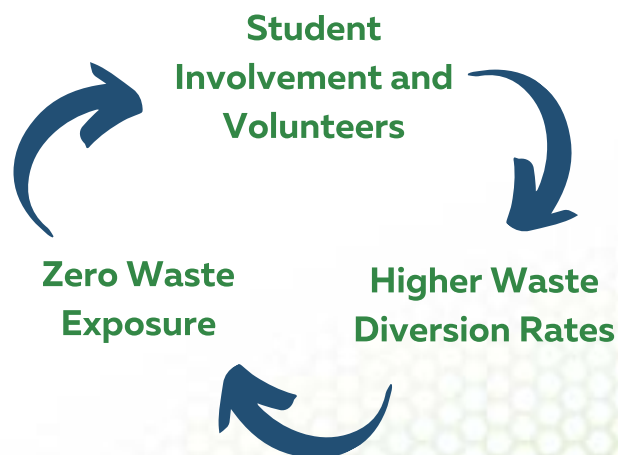 Student
Involvement and
Volunteers
Zero Waste
Exposure
Higher Waste
Diversion Rates